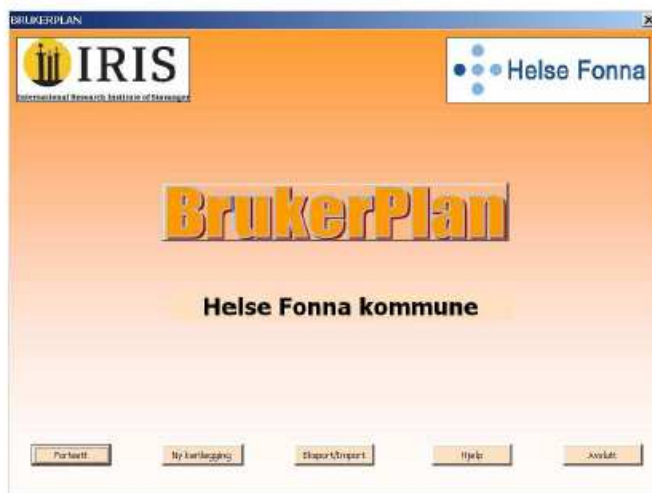 BRUKERPLAN
IRIS
International Research Institute of Stavanger
Helse Fonna
BrukerPlan
Helse Fonna kommune
Fortsett
Ny kartlegging
Eksport/Import
Hjelp
Avslutt